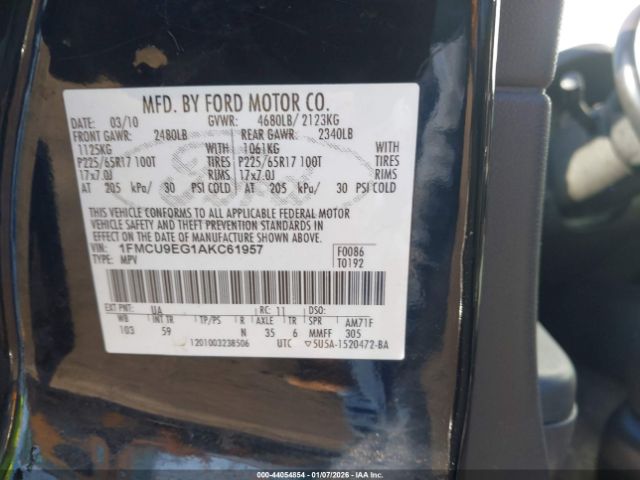 MFD. BY FORD MOTOR CO.
DATE: 03/10 GVWR: 4680LB/2123KG
FRONT GAWR: 2480LB REAR GAWR: 2340LB
1125KG WITH 1061KG WITH
P225/65R17 100T TIRES P225/65R17 100T TIRES
17x7.0J RIMS 17x7.0J RIMS
AT 205 kPa/ 30 PSI COLD AT 205 kPa/ 30 PSI COLD
THIS VEHICLE CONFORMS TO ALL APPLICABLE FEDERAL MOTOR
VEHICLE SAFETY AND THEFT PREVENTION STANDARDS IN
EFFECT ON THE DATE OF MANUFACTURE SHOWN ABOVE.
VIN: 1FMCU9EG1AKC61957 F0086
TYPE: MPV T0192
EXT PNT: UA RC: 11 DSO:
WB INT TR TP/PS R AXLE TR SPR AM71F
103 59 N 35 6 MMFF 305
1201003238506 UTC ▽5U5A-1520472-BA
000-44054854 | 01/07/2026 | IAAI.COM